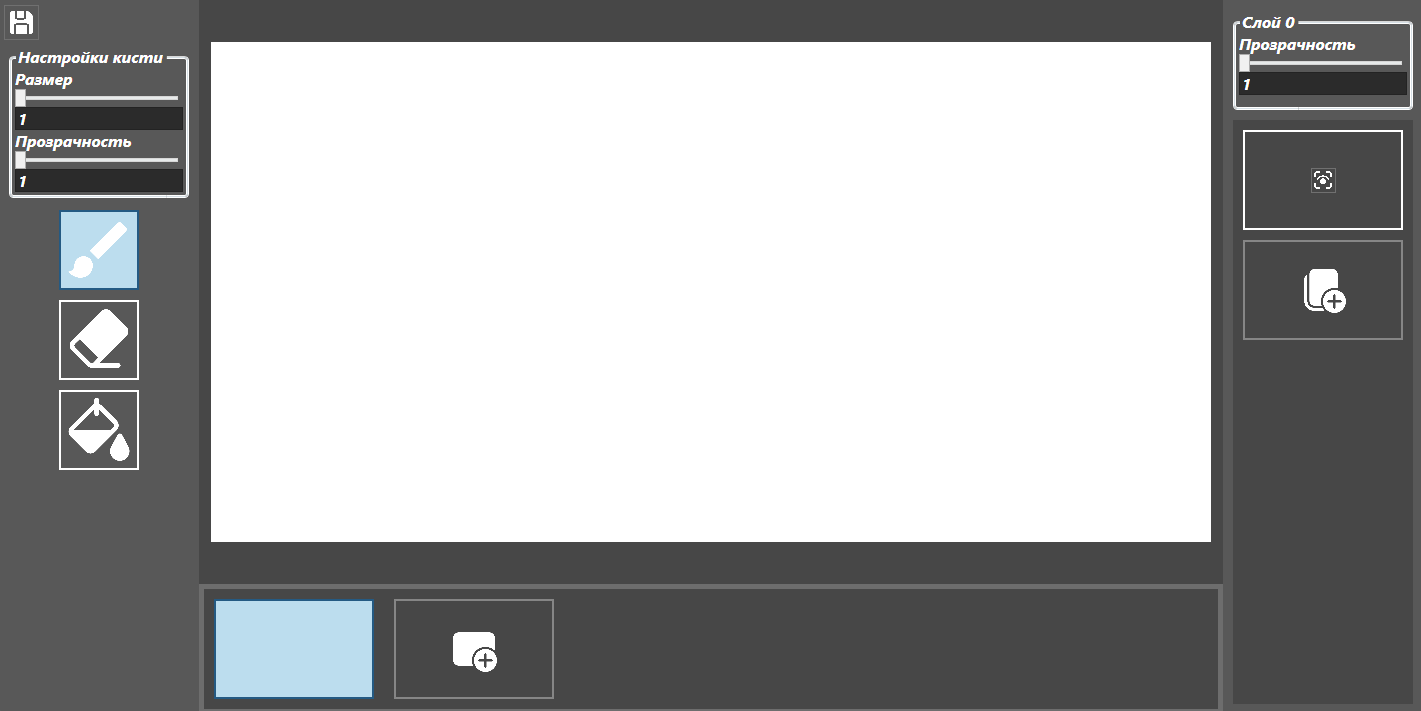 Настройки кисти
Размер
1
Прозрачность
1
Слой 0
Прозрачность
1